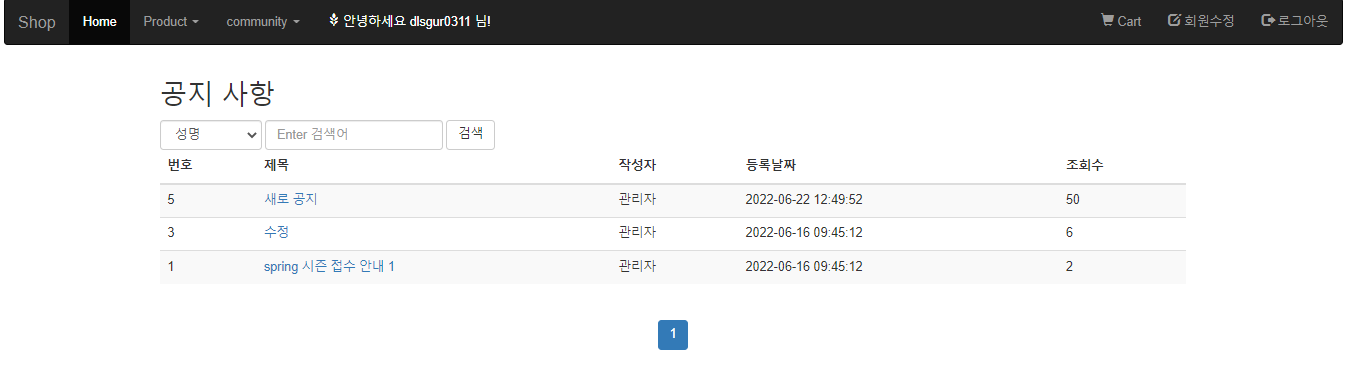 Shop Home Product community 안녕하세요 dlsgur0311 님! Cart 회원수정 로그아웃
공지 사항
성명 Enter 검색어 검색
번호 제목 작성자 등록날짜 조회수
5 새로 공지 관리자 2022-06-22 12:49:52 50
3 수정 관리자 2022-06-16 09:45:12 6
1 spring 시즌 접수 안내 1 관리자 2022-06-16 09:45:12 2
1